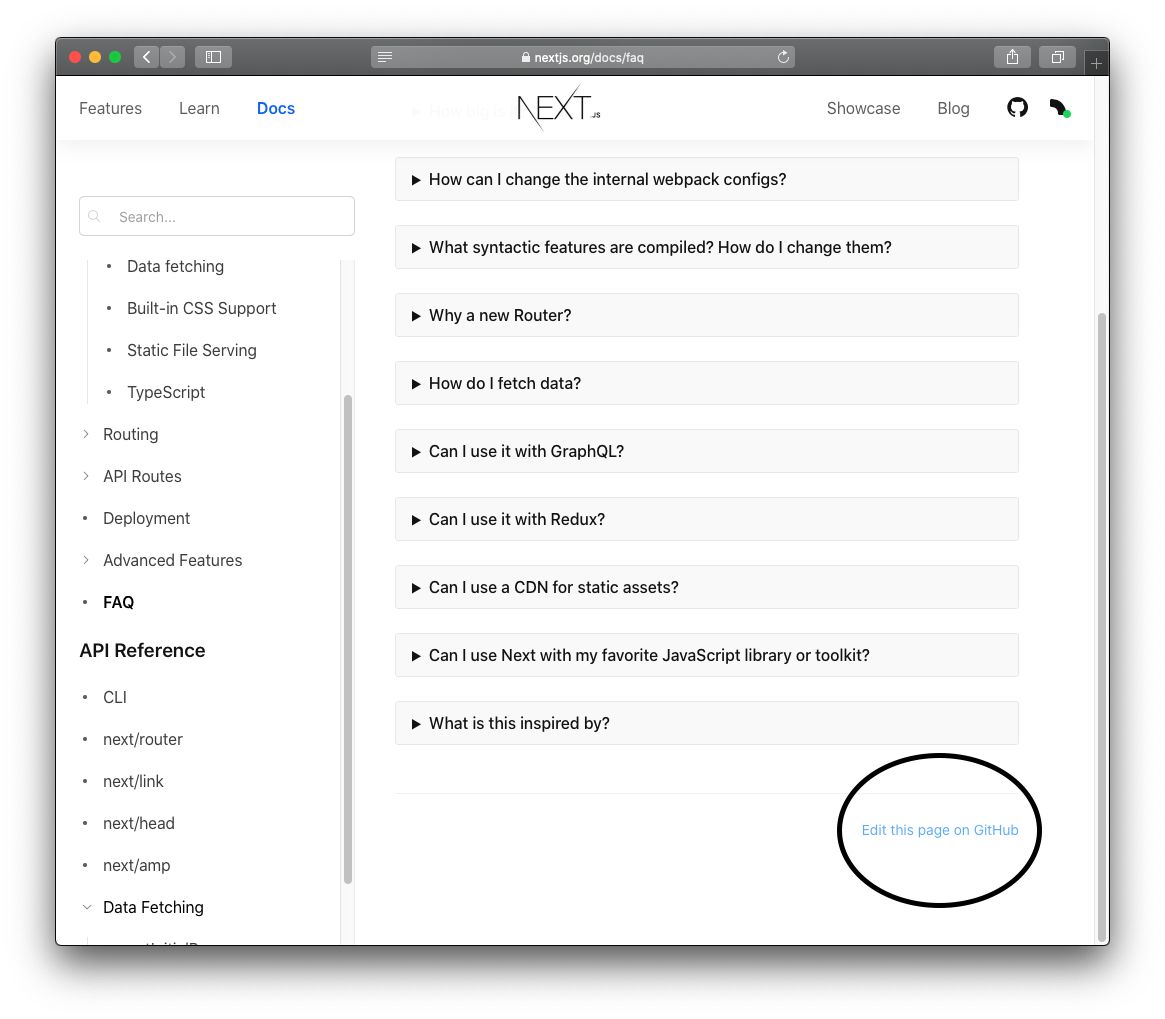 nextjs.org/docs/faq
Features
Learn
Docs
NEXT.JS
Showcase
Blog
How big is
Search...
Data fetching
Built-in CSS Support
Static File Serving
TypeScript
Routing
API Routes
Deployment
Advanced Features
FAQ
API Reference
CLI
next/router
next/link
next/head
next/amp
Data Fetching
How can I change the internal webpack configs?
What syntactic features are compiled? How do I change them?
Why a new Router?
How do I fetch data?
Can I use it with GraphQL?
Can I use it with Redux?
Can I use a CDN for static assets?
Can I use Next with my favorite JavaScript library or toolkit?
What is this inspired by?
Edit this page on GitHub